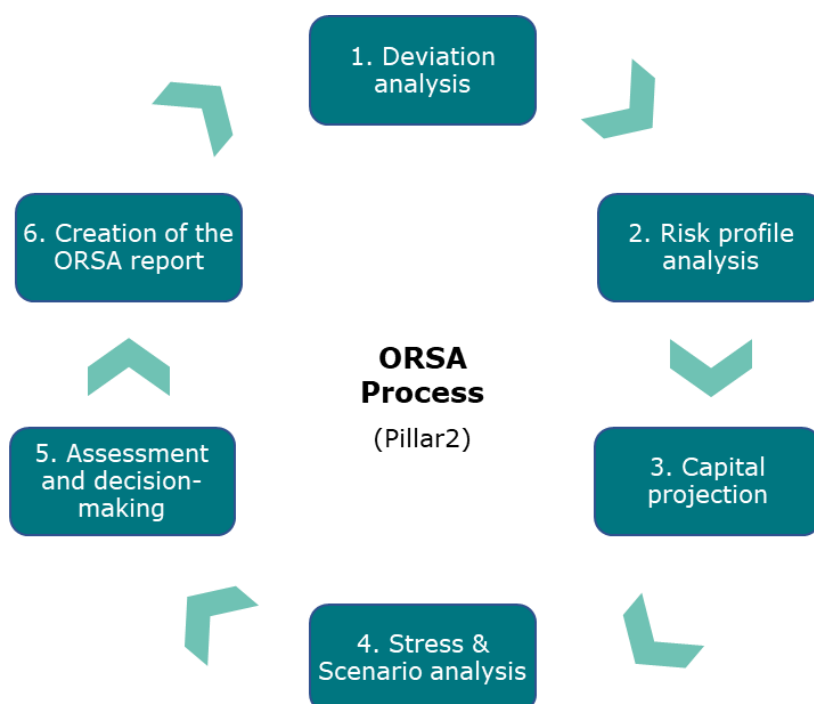 1. Deviation
analysis
2. Risk profile
analysis
3. Capital
projection
4. Stress &
Scenario analysis
5. Assessment
and decision-
making
6. Creation of the
ORSA report
ORSA
Process
(Pillar2)